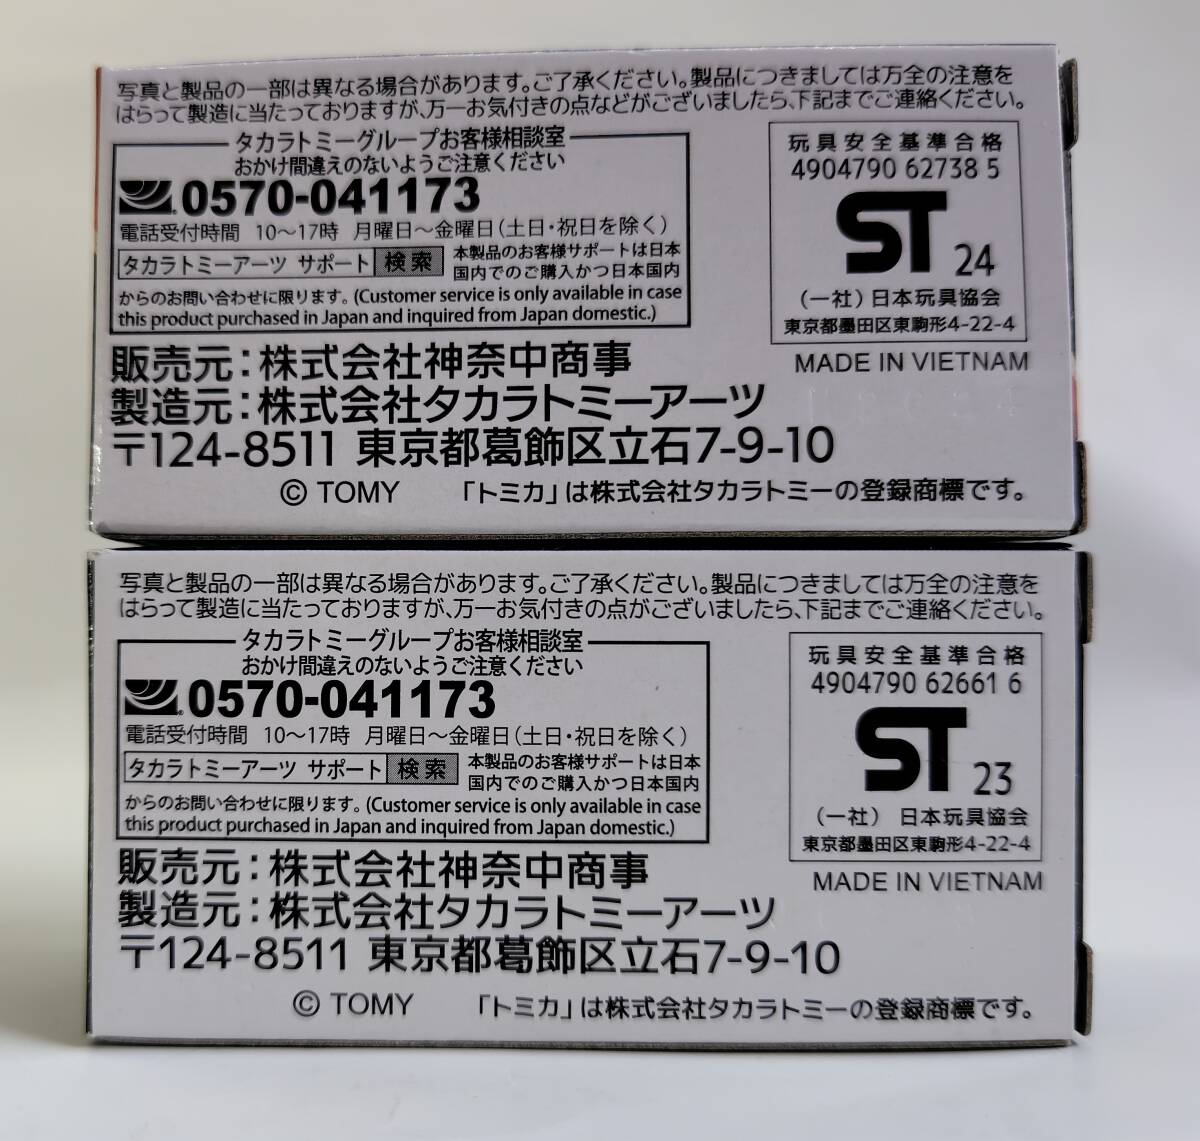 写真と製品の一部は異なる場合があります。ご了承ください。製品につきましては万全の注意を
はらって製造に当たっておりますが、万一お気付きの点などがございましたら、下記までご連絡ください。
タカラトミーグループお客様相談室
おかけ間違えのないようご注意ください
0570-041173
電話受付時間 10～17時 月曜日～金曜日(土日・祝日を除く)
タカラトミーアーツ サポート 検索
本製品のお客様サポートは日本
国内でのご購入かつ日本国内
からのお問い合わせに限ります。(Customer service is only available in case
this product purchased in Japan and inquired from Japan domestic.)
玩具安全基準合格
4904790 62738 5
ST 24
(一社)日本玩具協会
東京都墨田区東駒形4-22-4
MADE IN VIETNAM
販売元:株式会社神奈中商事
製造元:株式会社タカラトミーアーツ
〒124-8511 東京都葛飾区立石7-9-10
© TOMY 「トミカ」は株式会社タカラトミーの登録商標です。
写真と製品の一部は異なる場合があります。ご了承ください。製品につきましては万全の注意を
はらって製造に当たっておりますが、万一お気付きの点がございましたら、下記までご連絡ください。
タカラトミーグループお客様相談室
おかけ間違えのないようご注意ください
0570-041173
電話受付時間 10～17時 月曜日～金曜日(土日・祝日を除く)
タカラトミーアーツ サポート 検索
本製品のお客様サポートは日本
国内でのご購入かつ日本国内
からのお問い合わせに限ります。(Customer service is only available in case
this product purchased in Japan and inquired from Japan domestic.)
玩具安全基準合格
4904790 62661 6
ST 23
(一社) 日本玩具協会
東京都墨田区東駒形4-22-4
MADE IN VIETNAM
販売元:株式会社神奈中商事
製造元:株式会社タカラトミーアーツ
〒124-8511 東京都葛飾区立石7-9-10
© TOMY 「トミカ」は株式会社タカラトミーの登録商標です。